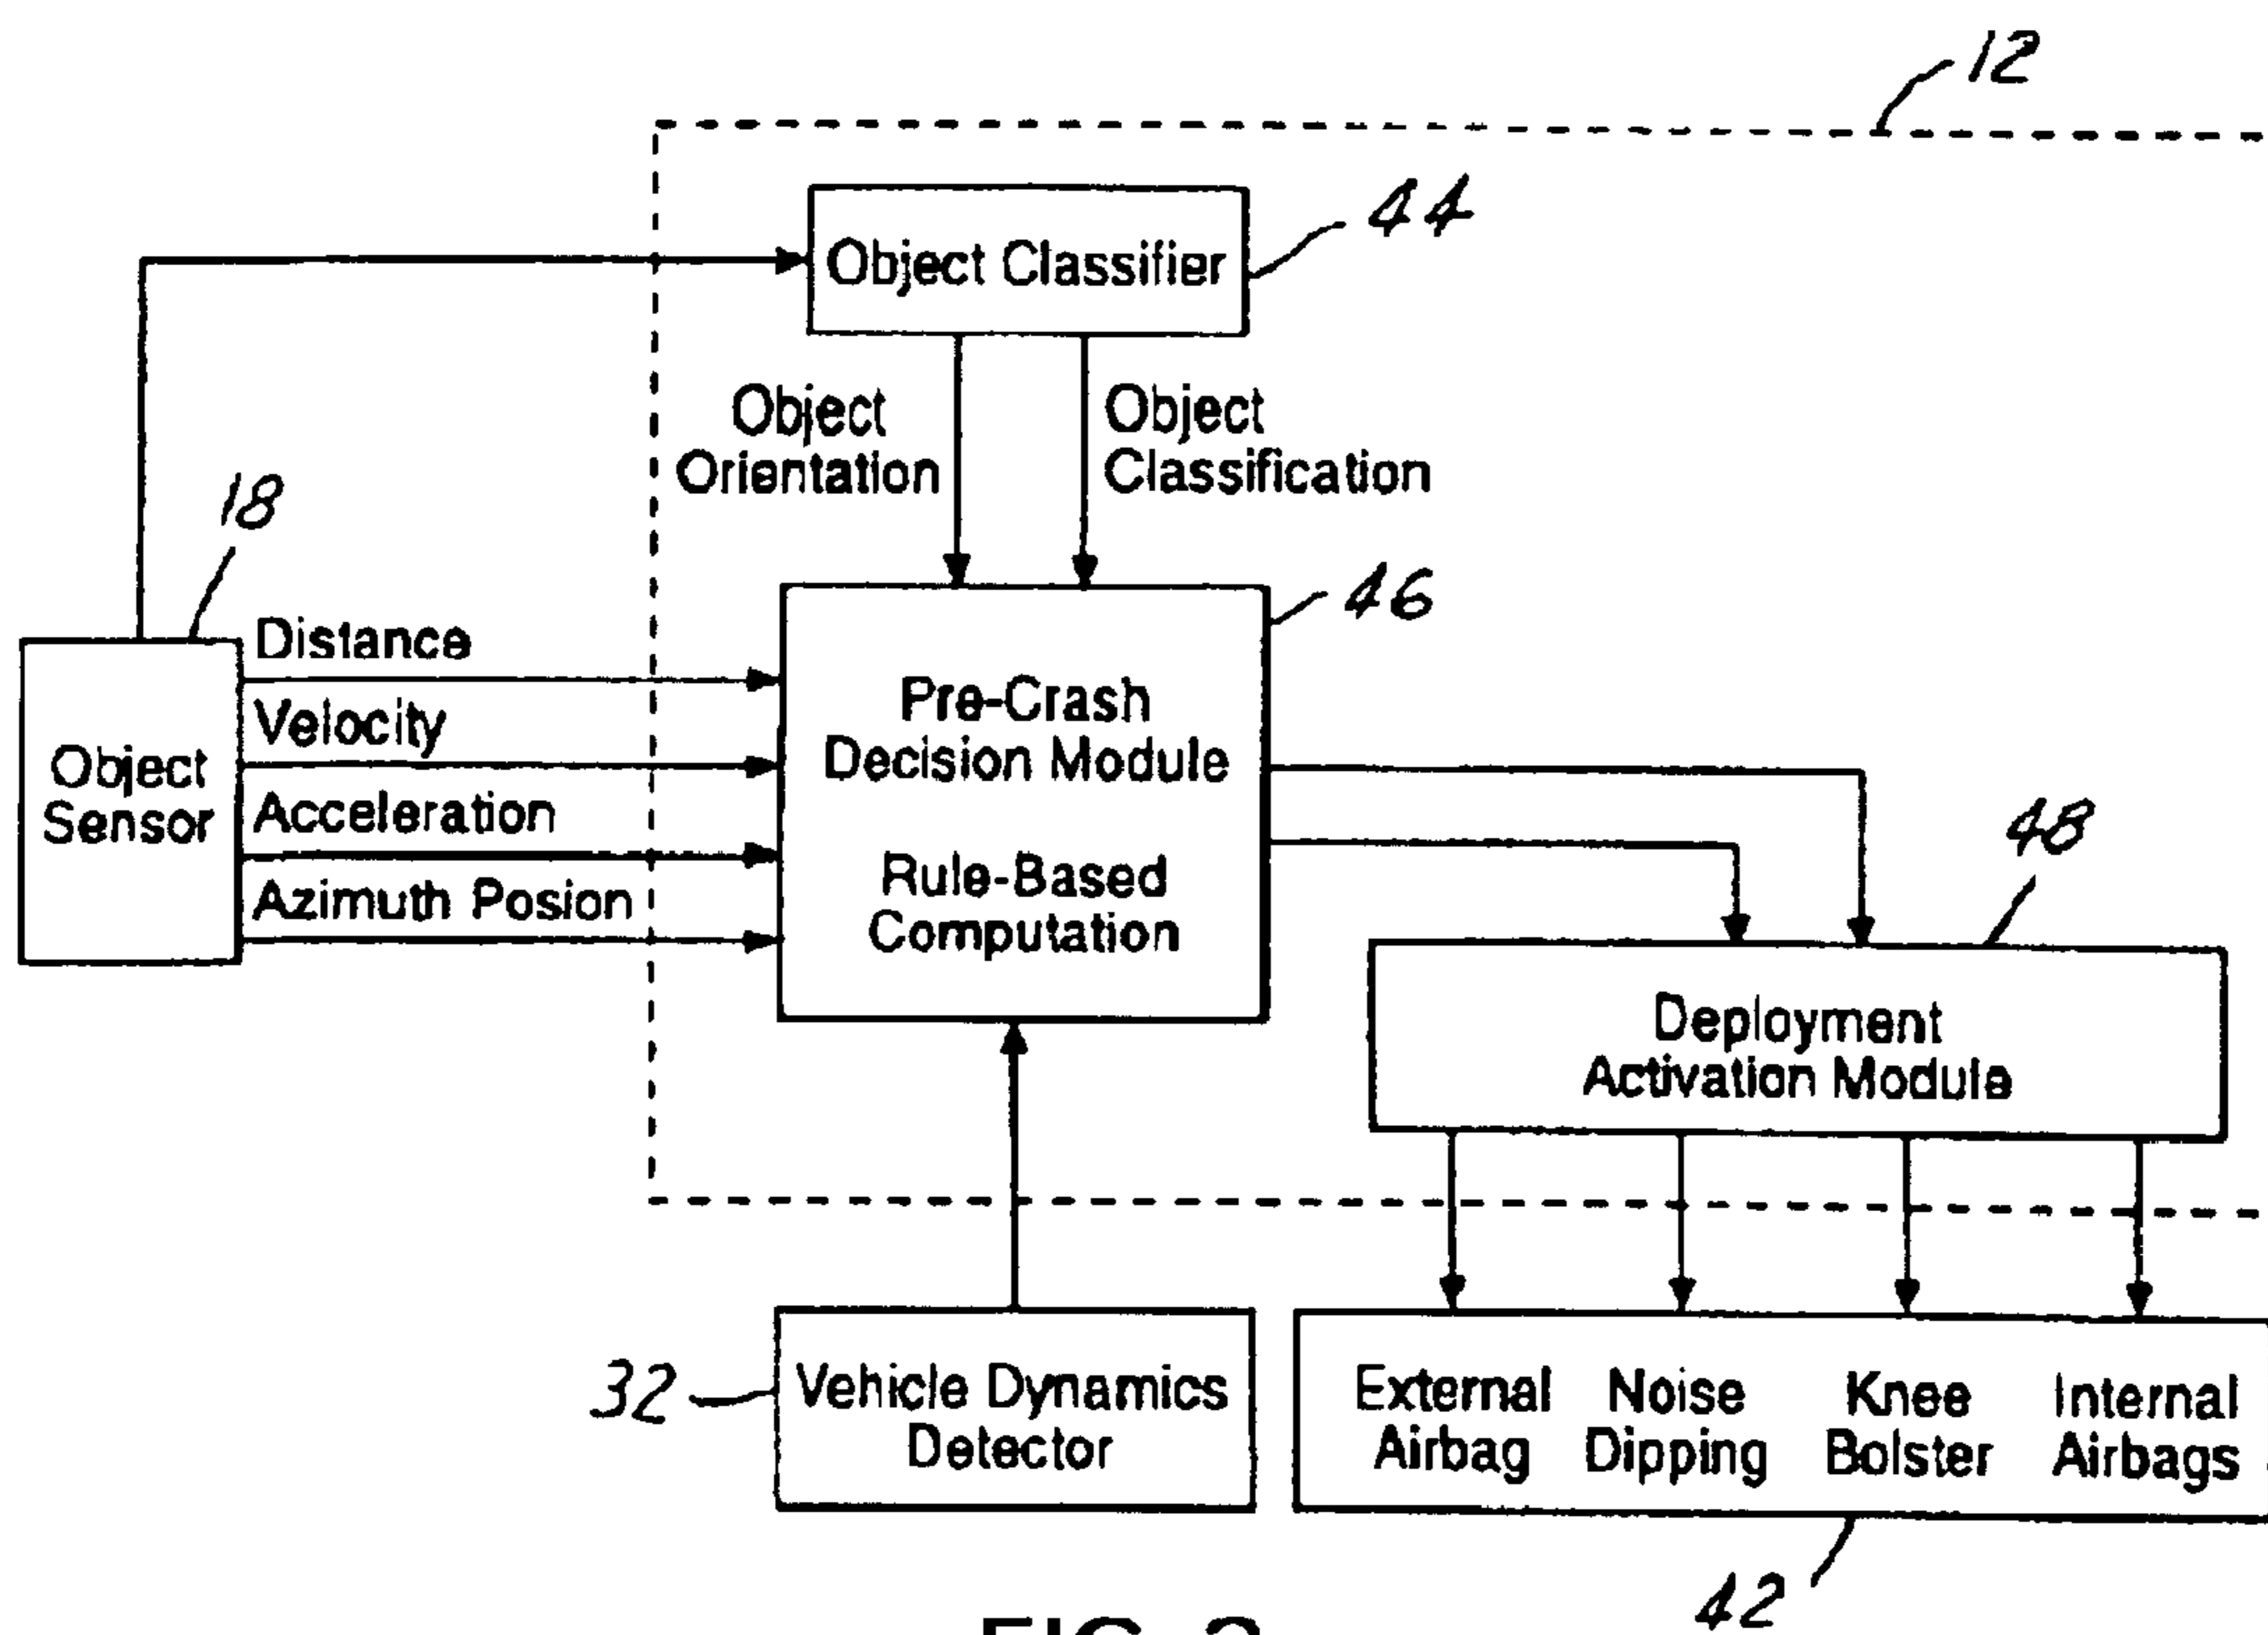 12
Object Classifier
44
Object
Orientation
Object
Classification
18
46
Distance
Velocity
Acceleration
Azimuth Posion
Object
Sensor
Pre-Crash
Decision Module
Rule-Based
Computation
48
Deployment
Activation Module
32
Vehicle Dynamics
Detector
External
Airbag
Noise
Dipping
Knee
Bolster
Internal
Airbags
42